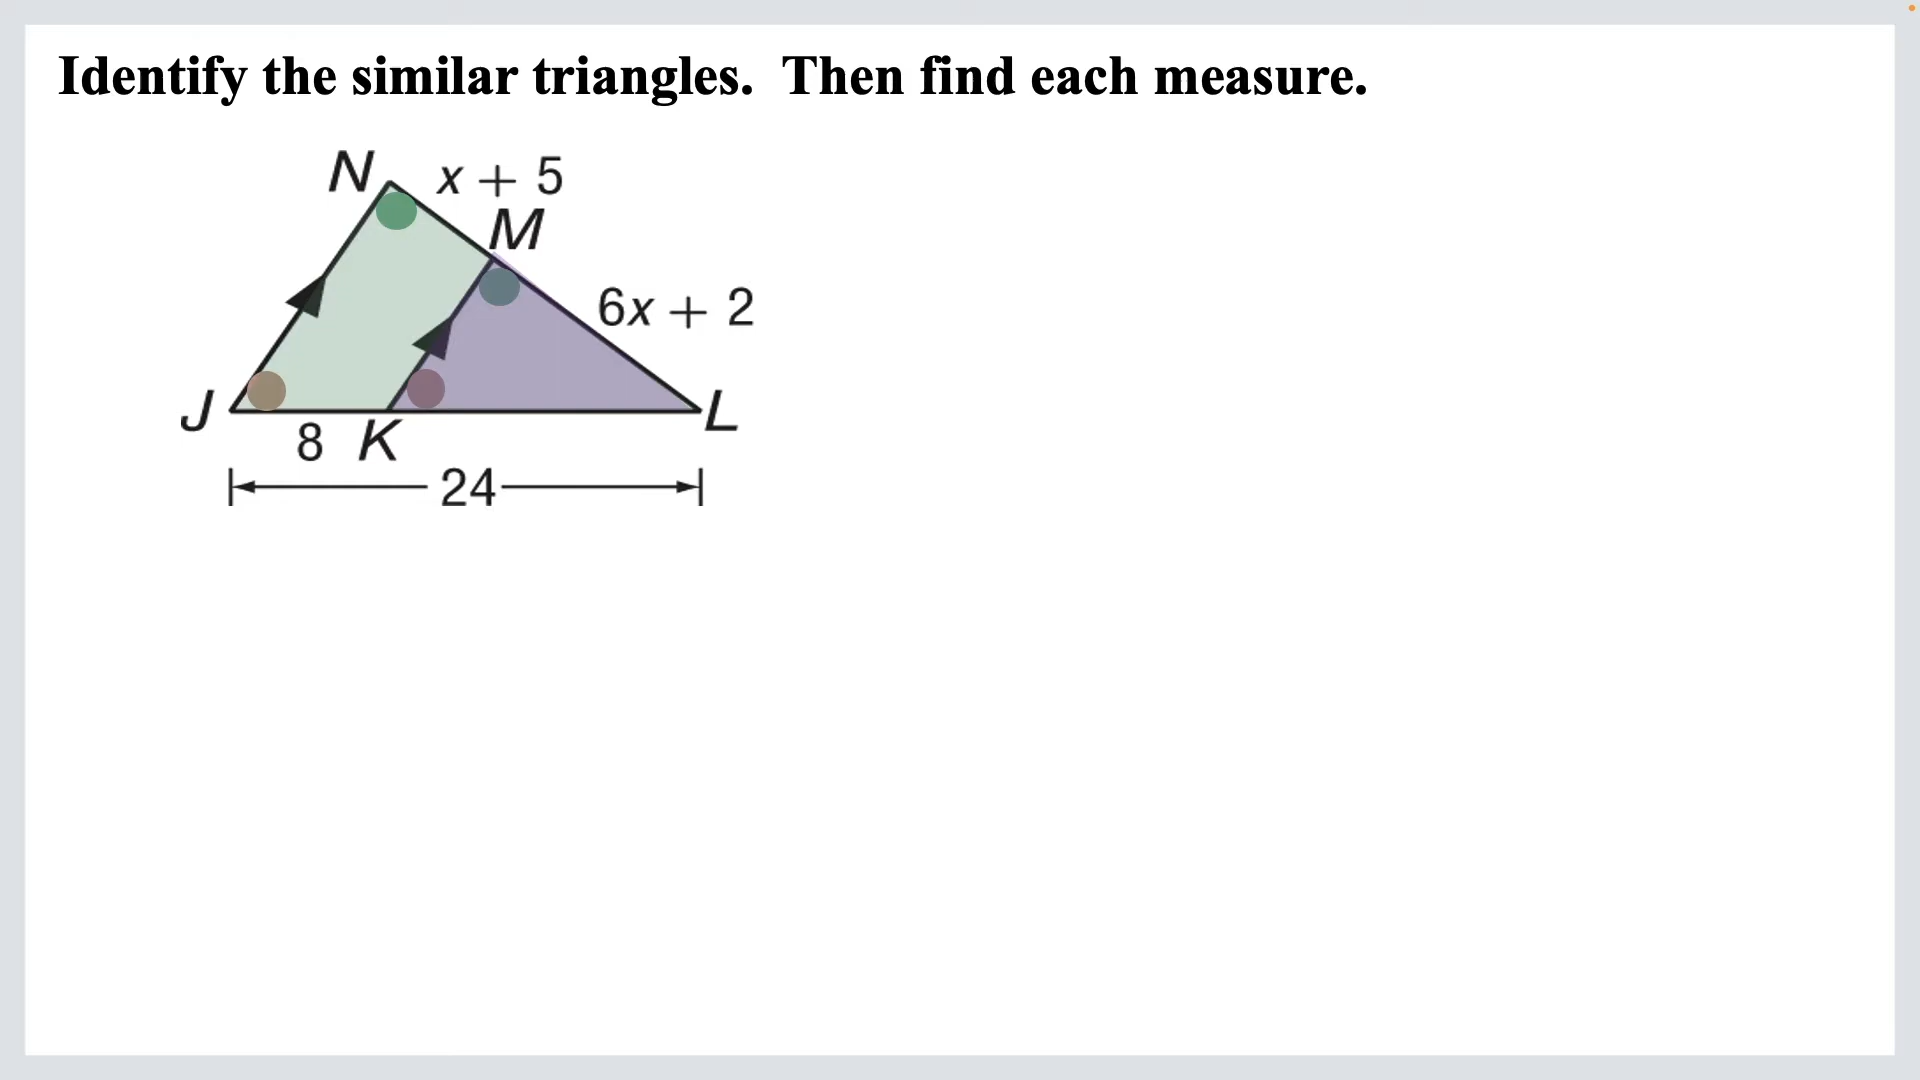 Identify the similar triangles. Then find each measure.
N x + 5
M
6x + 2
J L
8 K
24